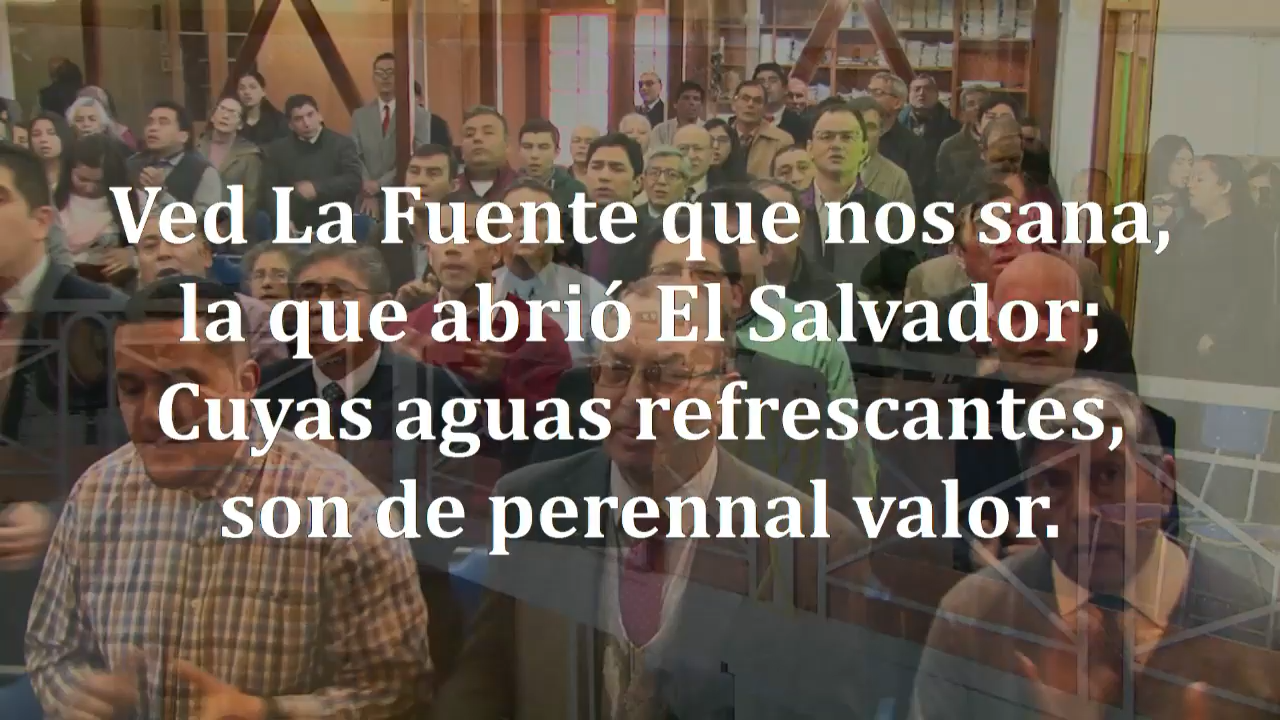 Ved La Fuente que nos sana,
la que abrió El Salvador;
Cuyas aguas refrescantes,
son de perennal valor.